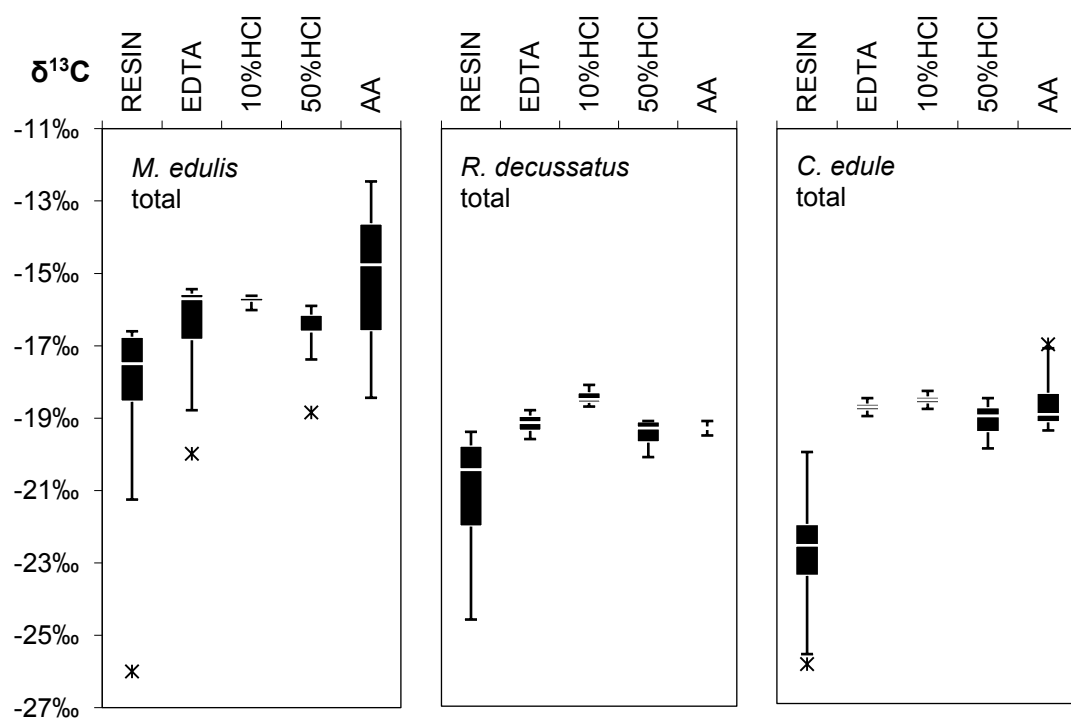 δ¹³C
RESIN
EDTA
10%HCl
50%HCl
AA
RESIN
EDTA
10%HCl
50%HCl
AA
RESIN
EDTA
10%HCl
50%HCl
AA
-11‰
-13‰
-15‰
-17‰
-19‰
-21‰
-23‰
-25‰
-27‰
M. edulis
total
R. decussatus
total
C. edule
total